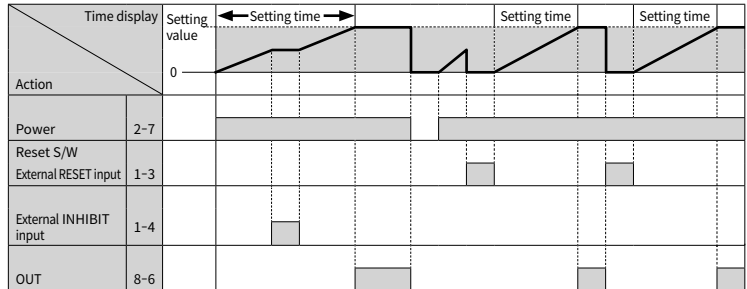 Time display
Setting value
Setting time
Setting time
Setting time
0
Action
Power 2-7
Reset S/W
External RESET input 1-3
External INHIBIT
input 1-4
OUT 8-6